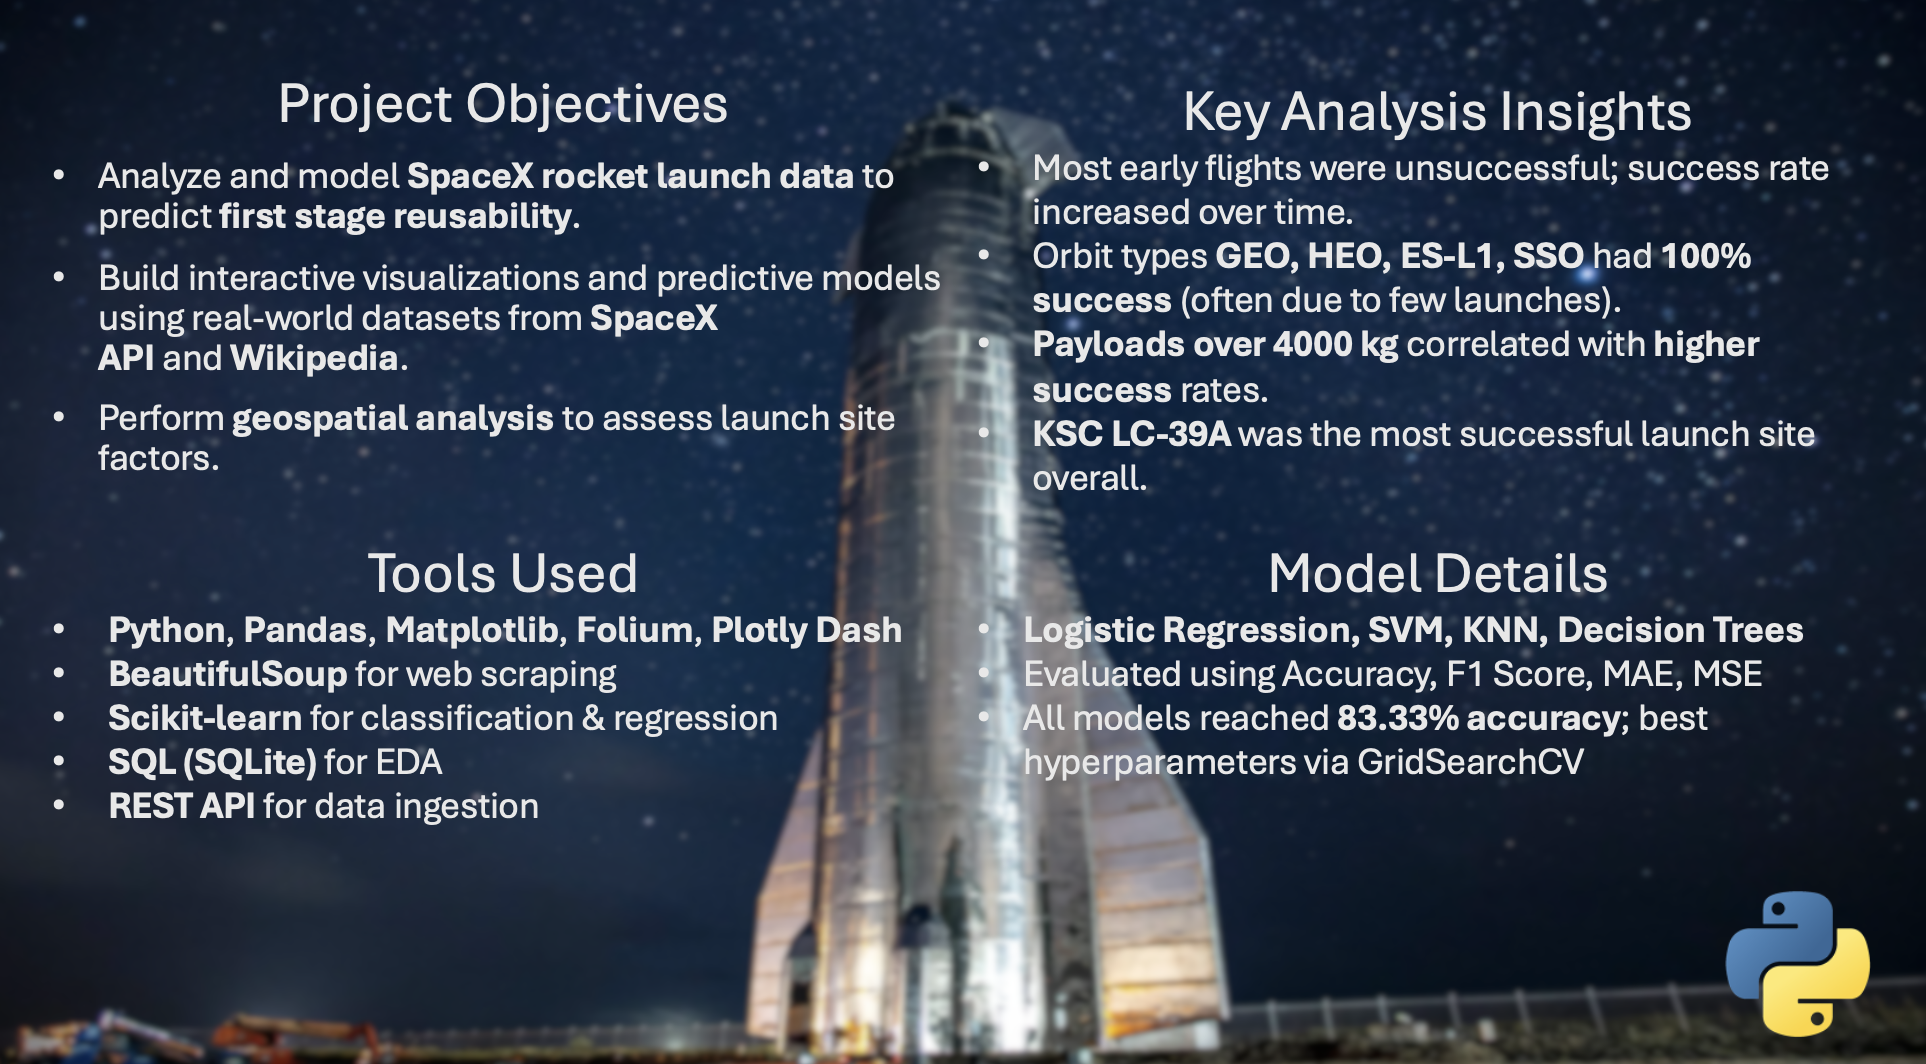 Project Objectives
• Analyze and model SpaceX rocket launch data to
predict first stage reusability.
• Build interactive visualizations and predictive models
using real-world datasets from SpaceX
API and Wikipedia.
• Perform geospatial analysis to assess launch site
factors.
Key Analysis Insights
• Most early flights were unsuccessful; success rate
increased over time.
• Orbit types GEO, HEO, ES-L1, SSO had 100%
success (often due to few launches).
• Payloads over 4000 kg correlated with higher
success rates.
• KSC LC-39A was the most successful launch site
overall.
Tools Used
• Python, Pandas, Matplotlib, Folium, Plotly Dash
• BeautifulSoup for web scraping
• Scikit-learn for classification & regression
• SQL (SQLite) for EDA
• REST API for data ingestion
Model Details
• Logistic Regression, SVM, KNN, Decision Trees
• Evaluated using Accuracy, F1 Score, MAE, MSE
• All models reached 83.33% accuracy; best
hyperparameters via GridSearchCV